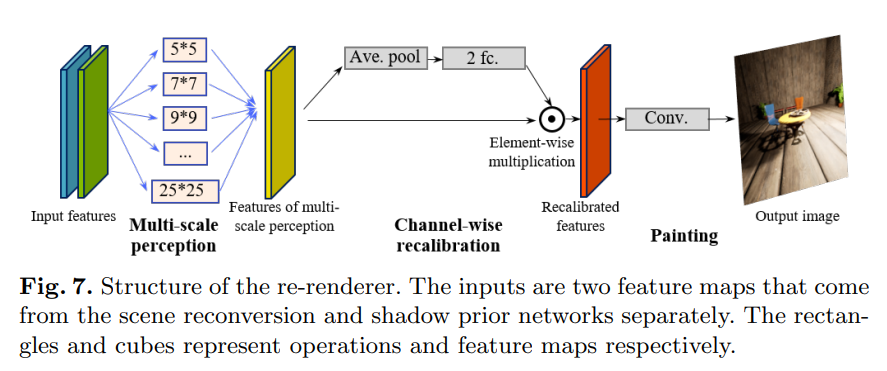 5*5
7*7
9*9
...
25*25
Input features
Multi-scale
perception
Features of multi-
scale perception
Ave. pool
2 fc.
Element-wise
multiplication
Channel-wise
recalibration
Recalibrated
features
Conv.
Painting
Output image
Fig. 7. Structure of the re-renderer. The inputs are two feature maps that come
from the scene reconversion and shadow prior networks separately. The rectan-
gles and cubes represent operations and feature maps respectively.